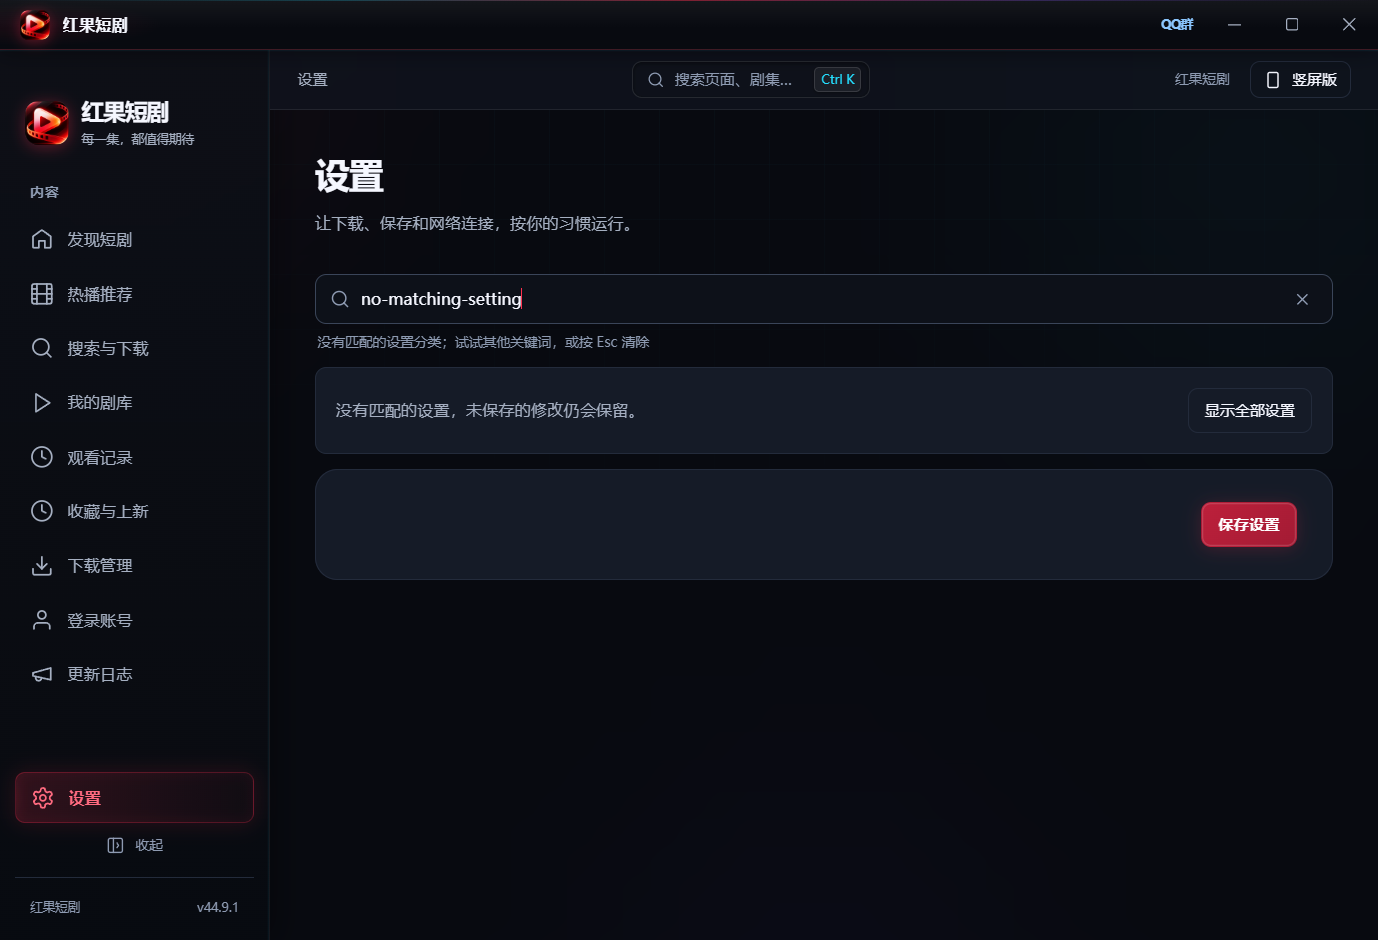 红果短剧
QQ群
红果短剧
每一集，都值得期待
内容
发现短剧
热播推荐
搜索与下载
我的剧库
观看记录
收藏与上新
下载管理
登录账号
更新日志
设置
收起
红果短剧
v44.9.1
设置
搜索页面、剧集...
Ctrl K
红果短剧
竖屏版
设置
让下载、保存和网络连接，按你的习惯运行。
no-matching-setting
没有匹配的设置分类；试试其他关键词，或按 Esc 清除
没有匹配的设置，未保存的修改仍会保留。
显示全部设置
保存设置